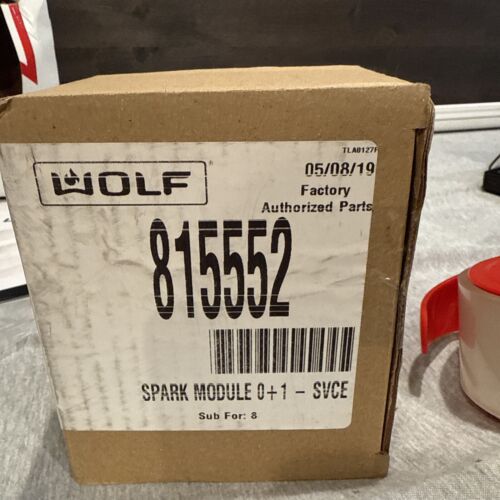 TLA0127F
WOLF
®
05/08/19
Factory
Authorized Parts
815552
SPARK MODULE 0+1 - SVCE
Sub For: 8